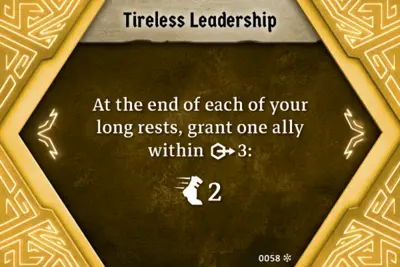 Tireless Leadership
At the end of each of your
long rests, grant one ally
within 3:
2
0058